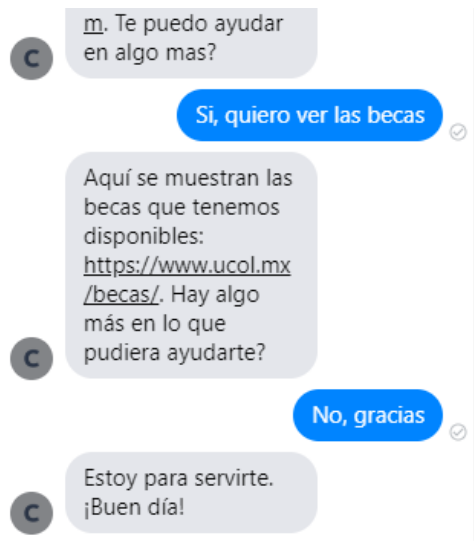 m. Te puedo ayudar
en algo mas?
C
Si, quiero ver las becas
Aquí se muestran las
becas que tenemos
disponibles:
https://www.ucol.mx
/becas/. Hay algo
más en lo que
pudiera ayudarte?
C
No, gracias
Estoy para servirte.
¡Buen día!
C